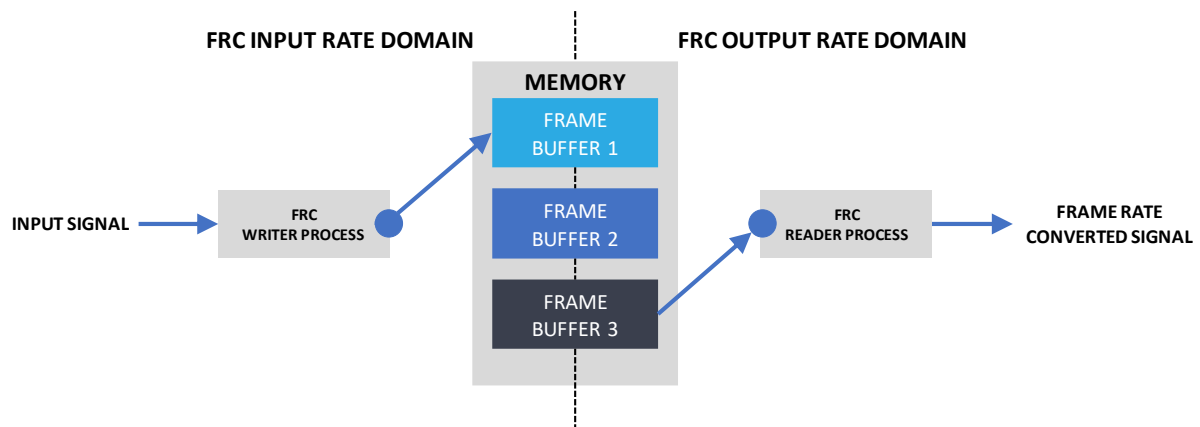 FRC INPUT RATE DOMAIN
FRC OUTPUT RATE DOMAIN
MEMORY
FRAME
BUFFER 1
INPUT SIGNAL
FRC
WRITER PROCESS
FRAME
BUFFER 2
FRC
READER PROCESS
FRAME RATE
CONVERTED SIGNAL
FRAME
BUFFER 3